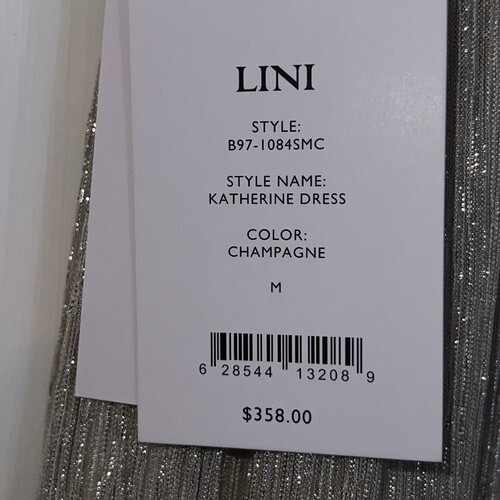 LINI
STYLE:
B97-1084SMC
STYLE NAME:
KATHERINE DRESS
COLOR:
CHAMPAGNE
M
6 28544 13208 9
$358.00